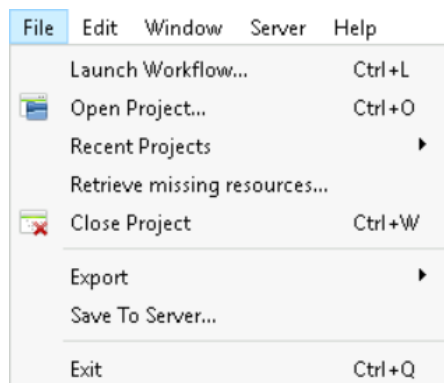 File Edit Window Server Help
Launch Workflow... Ctrl+L
Open Project... Ctrl+O
Recent Projects
Retrieve missing resources...
Close Project Ctrl+W
Export
Save To Server...
Exit Ctrl+Q